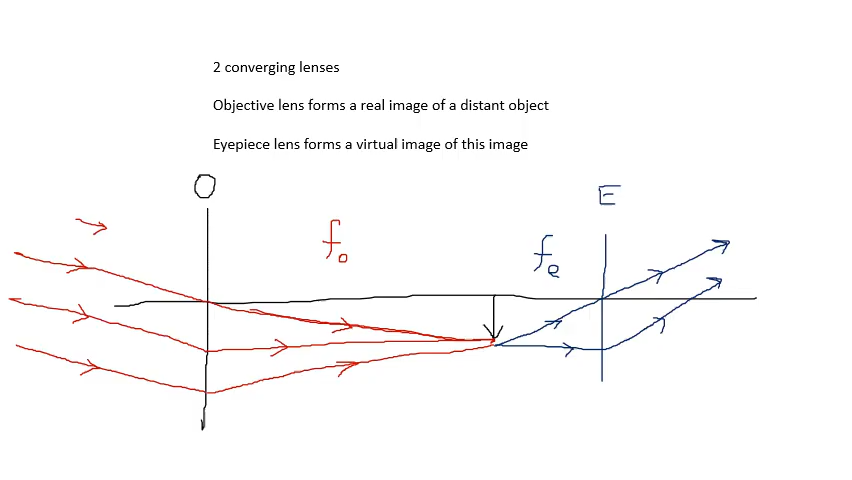 2 converging lenses
Objective lens forms a real image of a distant object
Eyepiece lens forms a virtual image of this image
O
E
fo
fe